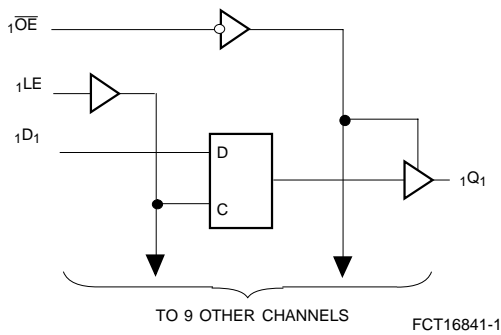 1OE
1LE
1D1
D
C
1Q1
TO 9 OTHER CHANNELS
FCT16841-1